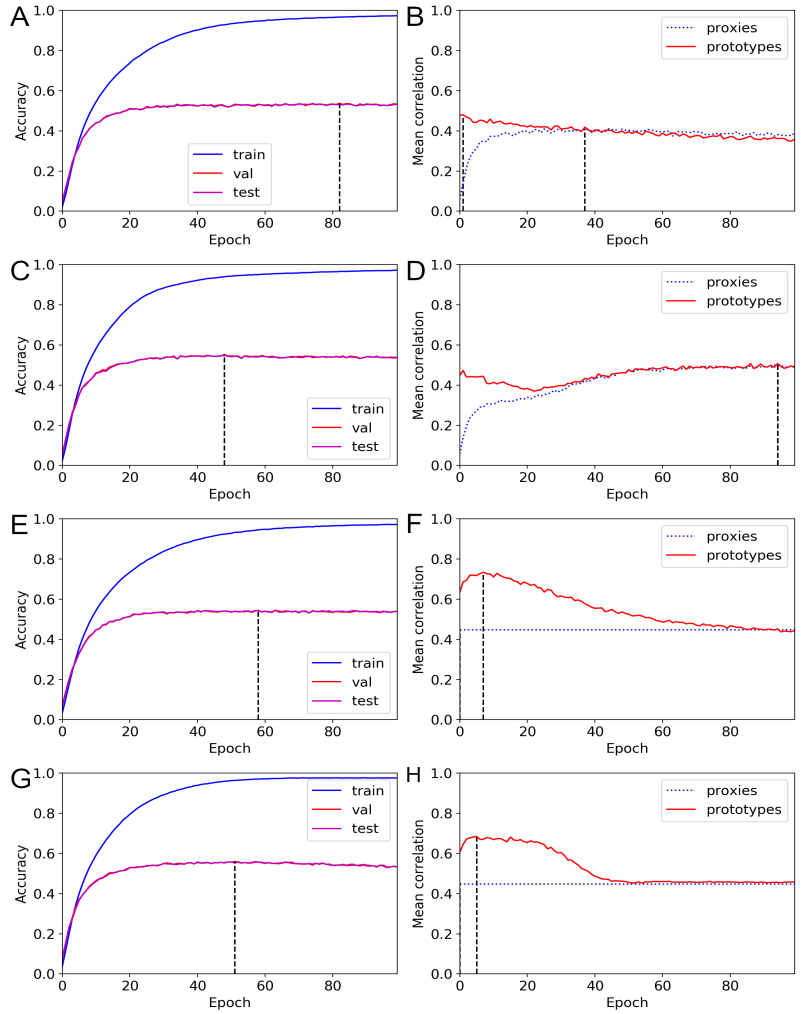 A
1.0
0.8
0.6
0.4
0.2
0.0
Accuracy
train
val
test
0 20 40 60 80
Epoch
B
1.0
0.8
0.6
0.4
0.2
0.0
Mean correlation
proxies
prototypes
0 20 40 60 80
Epoch
C
1.0
0.8
0.6
0.4
0.2
0.0
Accuracy
train
val
test
0 20 40 60 80
Epoch
D
1.0
0.8
0.6
0.4
0.2
0.0
Mean correlation
proxies
prototypes
0 20 40 60 80
Epoch
E
1.0
0.8
0.6
0.4
0.2
0.0
Accuracy
train
val
test
0 20 40 60 80
Epoch
F
1.0
0.8
0.6
0.4
0.2
0.0
Mean correlation
proxies
prototypes
0 20 40 60 80
Epoch
G
1.0
0.8
0.6
0.4
0.2
0.0
Accuracy
train
val
test
0 20 40 60 80
Epoch
H
1.0
0.8
0.6
0.4
0.2
0.0
Mean correlation
proxies
prototypes
0 20 40 60 80
Epoch